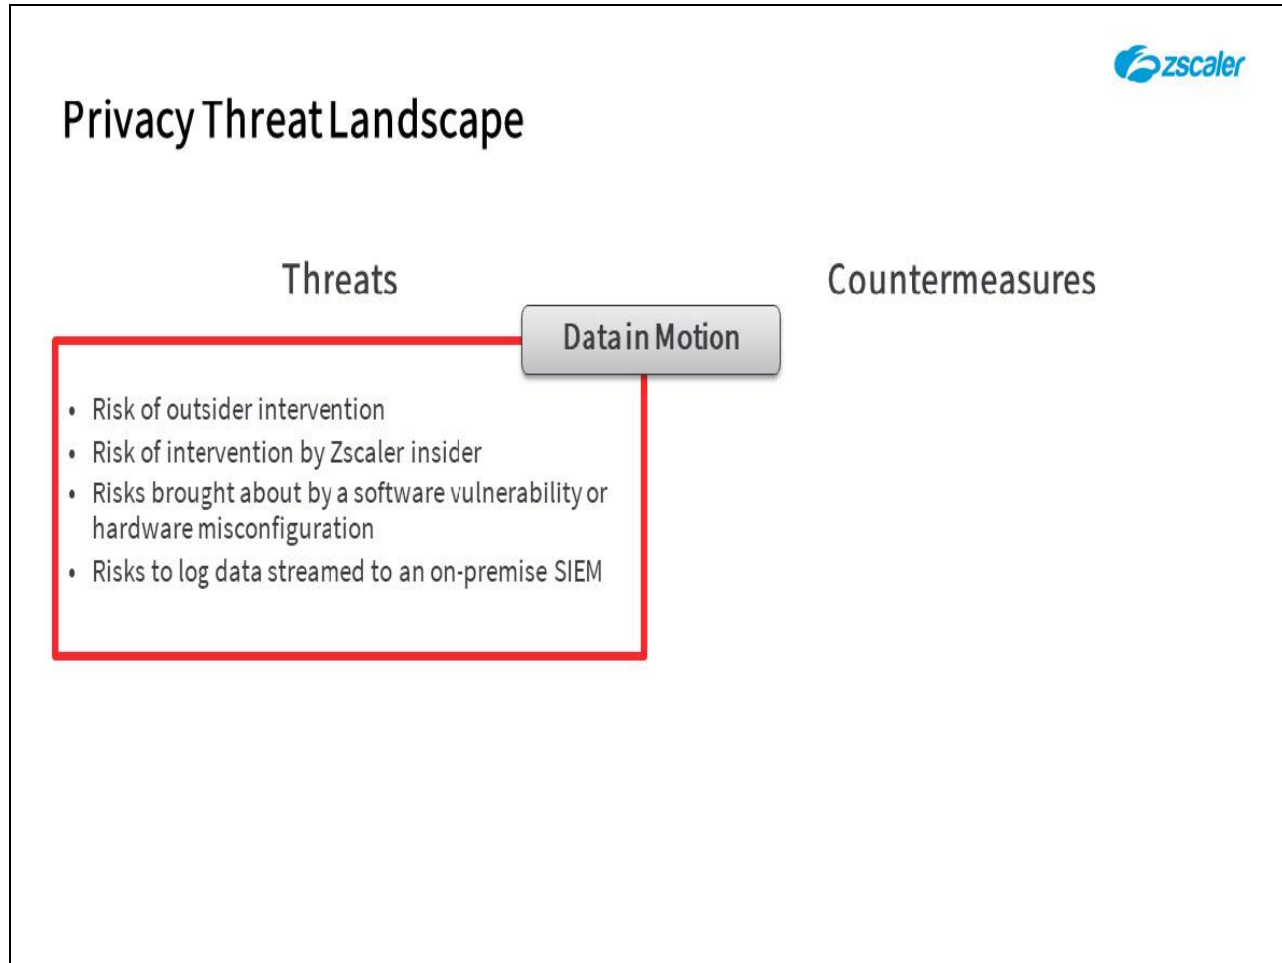 zscaler
Privacy Threat Landscape
Threats
Countermeasures
Data in Motion
• Risk of outsider intervention
• Risk of intervention by Zscaler insider
• Risks brought about by a software vulnerability or
hardware misconfiguration
• Risks to log data streamed to an on-premise SIEM